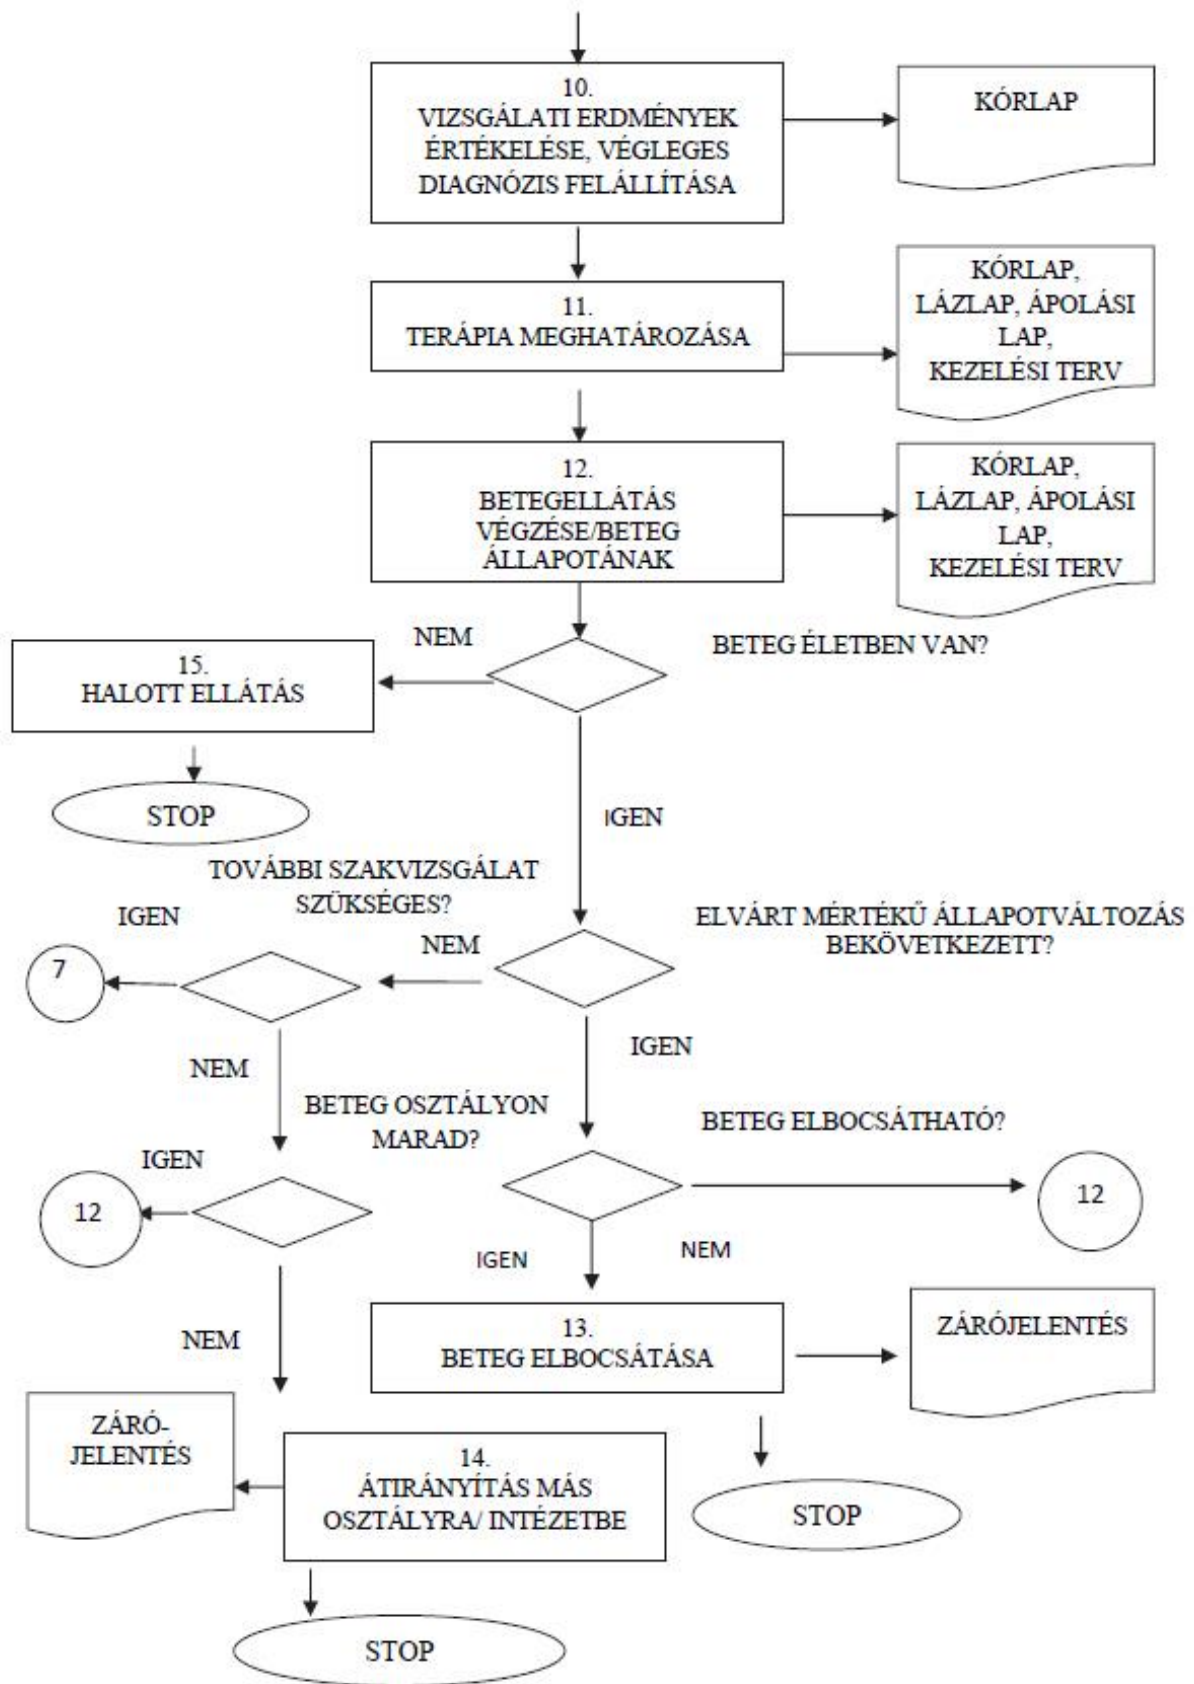 10.
VIZSGÁLATI ERDMÉNYEK
ÉRTÉKELÉSE, VÉGLEGES
DIAGNÓZIS FELÁLLÍTÁSA
KÓRLAP
11.
TERÁPIA MEGHATÁROZÁSA
KÓRLAP,
LÁZLAP, ÁPOLÁSI
LAP,
KEZELÉSI TERV
12.
BETEGELLÁTÁS
VÉGZÉSE/BETEG
ÁLLAPOTÁNAK
KÓRLAP,
LÁZLAP, ÁPOLÁSI
LAP,
KEZELÉSI TERV
NEM
BETEG ÉLETBEN VAN?
15.
HALOTT ELLÁTÁS
STOP
IGEN
TOVÁBBI SZAKVIZSGÁLAT
SZÜKSÉGES?
IGEN
NEM
ELVÁRT MÉRTÉKŰ ÁLLAPOTVÁLTOZÁS
BEKÖVETKEZETT?
7
NEM
IGEN
BETEG OSZTÁLYON
MARAD?
BETEG ELBOCSÁTHATÓ?
IGEN
12
12
IGEN
NEM
NEM
13.
BETEG ELBOCSÁTÁSA
ZÁRÓJELENTÉS
ZÁRÓ-
JELENTÉS
14.
ÁTIRÁNYÍTÁS MÁS
OSZTÁLYRA/ INTÉZETBE
STOP
STOP